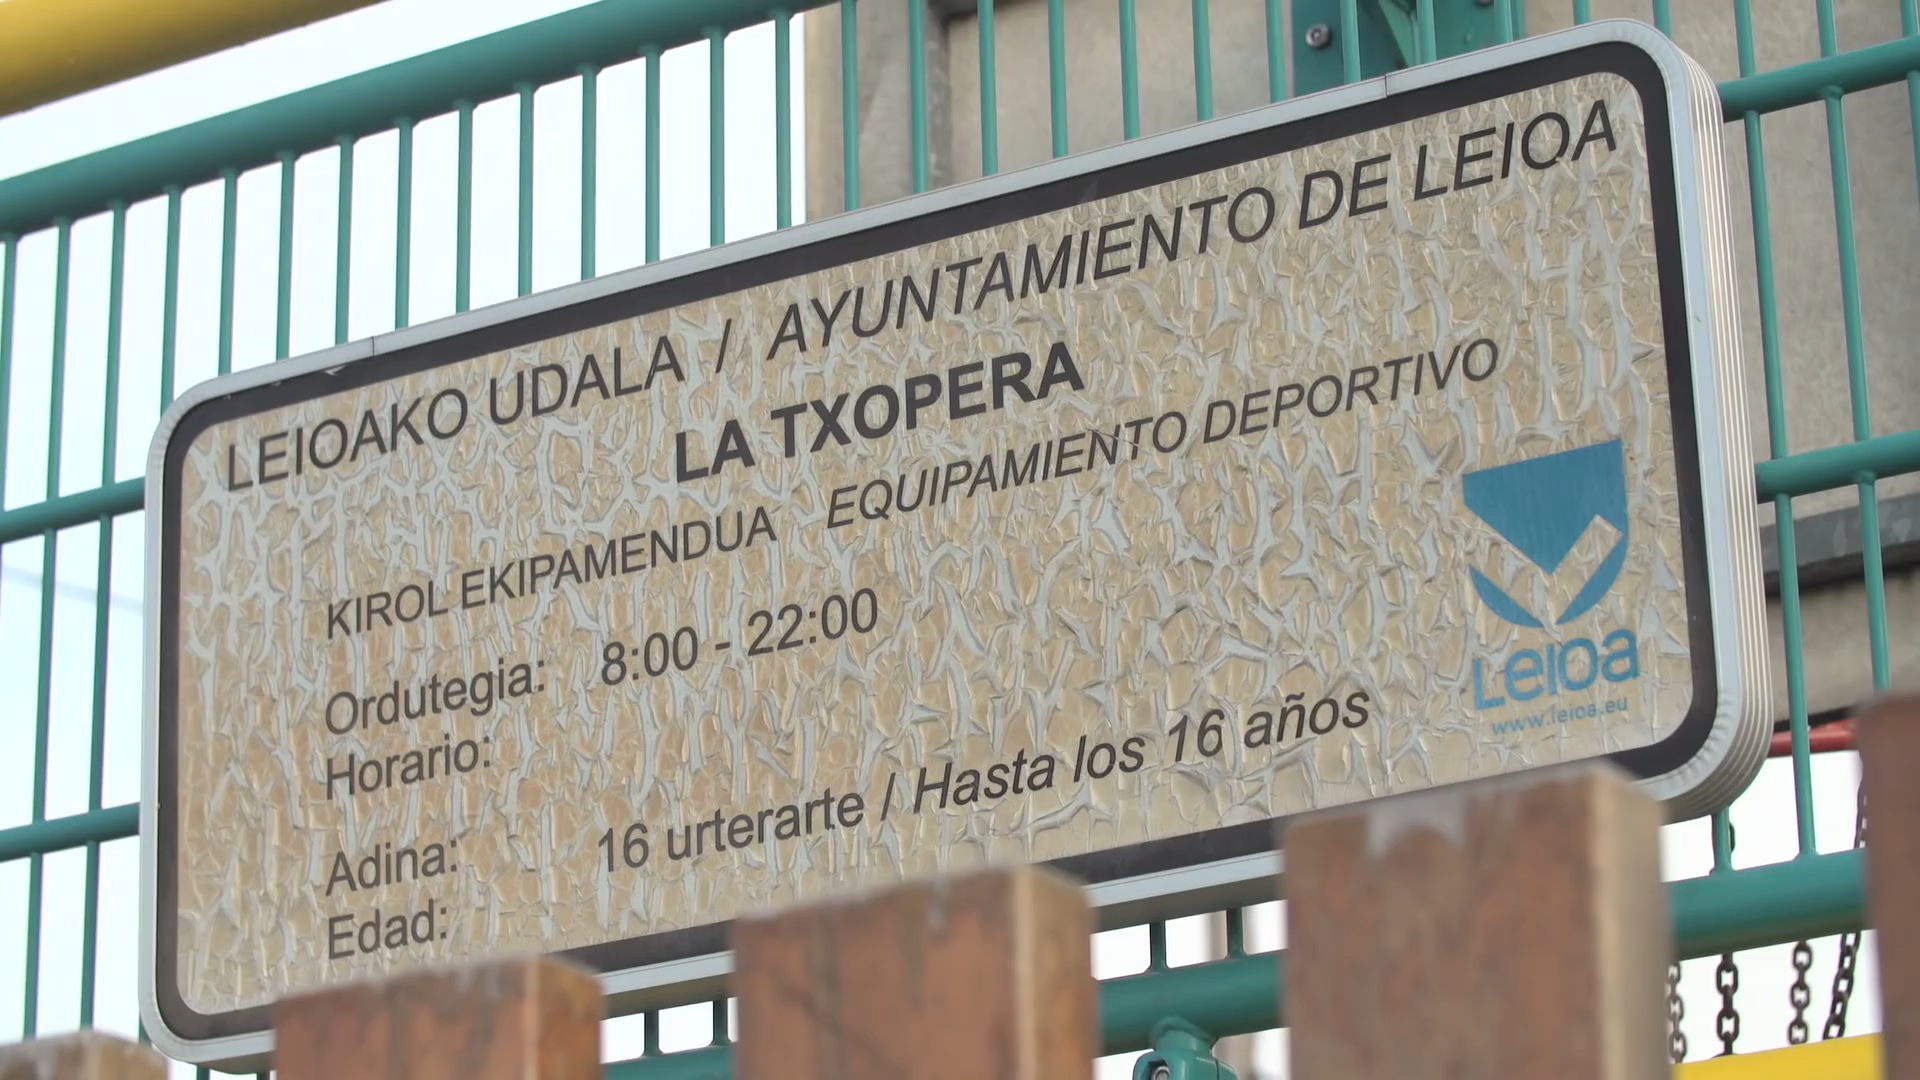 LEIOAKO UDALA / AYUNTAMIENTO DE LEIOA
LA TXOPERA
KIROL EKIPAMENDUA EQUIPAMIENTO DEPORTIVO
Ordutegia: 8:00 - 22:00
Horario:
Adina: 16 urterarte / Hasta los 16 años
Edad:
Leioa
www.leioa.eu